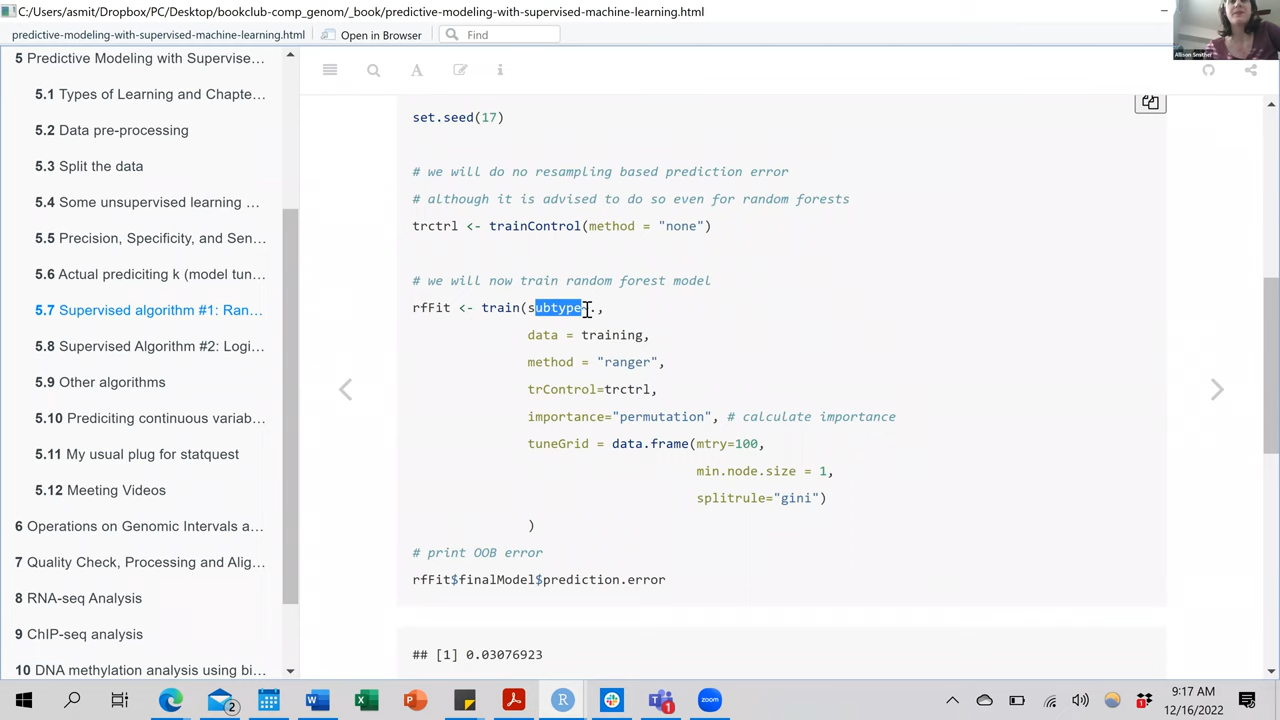 C:/Users/asmit/Dropbox/PC/Desktop/bookclub-comp_genom/_book/predictive-modeling-with-supervised-machine-learning.html
predictive-modeling-with-supervised-machine-learning.html
Open in Browser
Find
Allison Smither
5 Predictive Modeling with Supervise...
5.1 Types of Learning and Chapte...
5.2 Data pre-processing
5.3 Split the data
5.4 Some unsupervised learning ...
5.5 Precision, Specificity, and Sen...
5.6 Actual prediciting k (model tun...
5.7 Supervised algorithm #1: Ran...
5.8 Supervised Algorithm #2: Logi...
5.9 Other algorithms
5.10 Prediciting continuous variab...
5.11 My usual plug for statquest
5.12 Meeting Videos
6 Operations on Genomic Intervals a...
7 Quality Check, Processing and Alig...
8 RNA-seq Analysis
9 ChIP-seq analysis
10 DNA methylation analysis using bi...
set.seed(17)
# we will do no resampling based prediction error
# although it is advised to do so even for random forests
trctrl <- trainControl(method = "none")
# we will now train random forest model
rfFit <- train(subtype~.,
data = training,
method = "ranger",
trControl=trctrl,
importance="permutation", # calculate importance
tuneGrid = data.frame(mtry=100,
min.node.size = 1,
splitrule="gini")
)
# print OOB error
rfFit$finalModel$prediction.error
## [1] 0.03076923
9:17 AM
12/16/2022